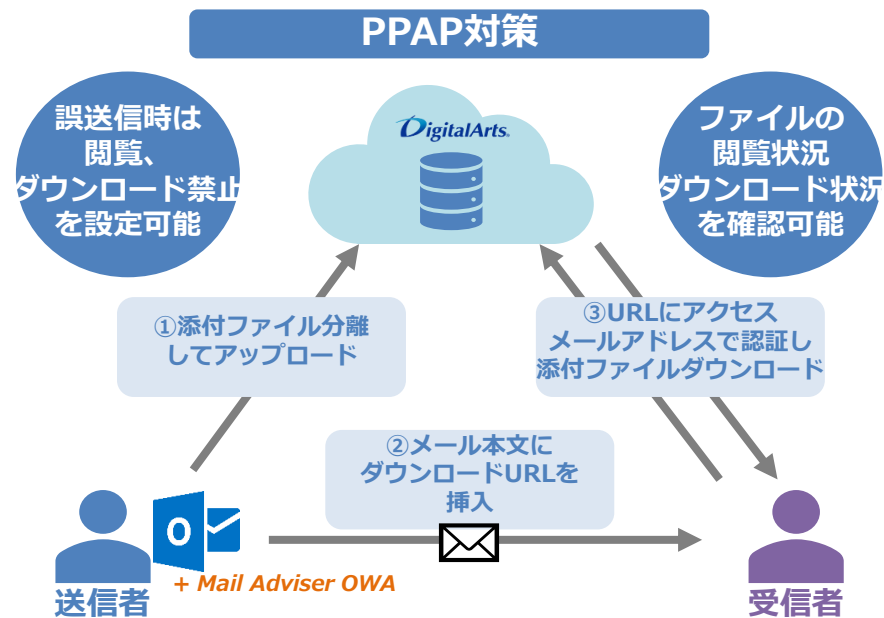 PPAP対策
誤送信時は
閲覧、
ダウンロード禁止
を設定可能
DigitalArts.
ファイルの
閲覧状況
ダウンロード状況
を確認可能
①添付ファイル分離
してアップロード
③URLにアクセス
メールアドレスで認証し
添付ファイルダウンロード
②メール本文に
ダウンロードURLを
挿入
O
+ Mail Adviser OWA
送信者
受信者